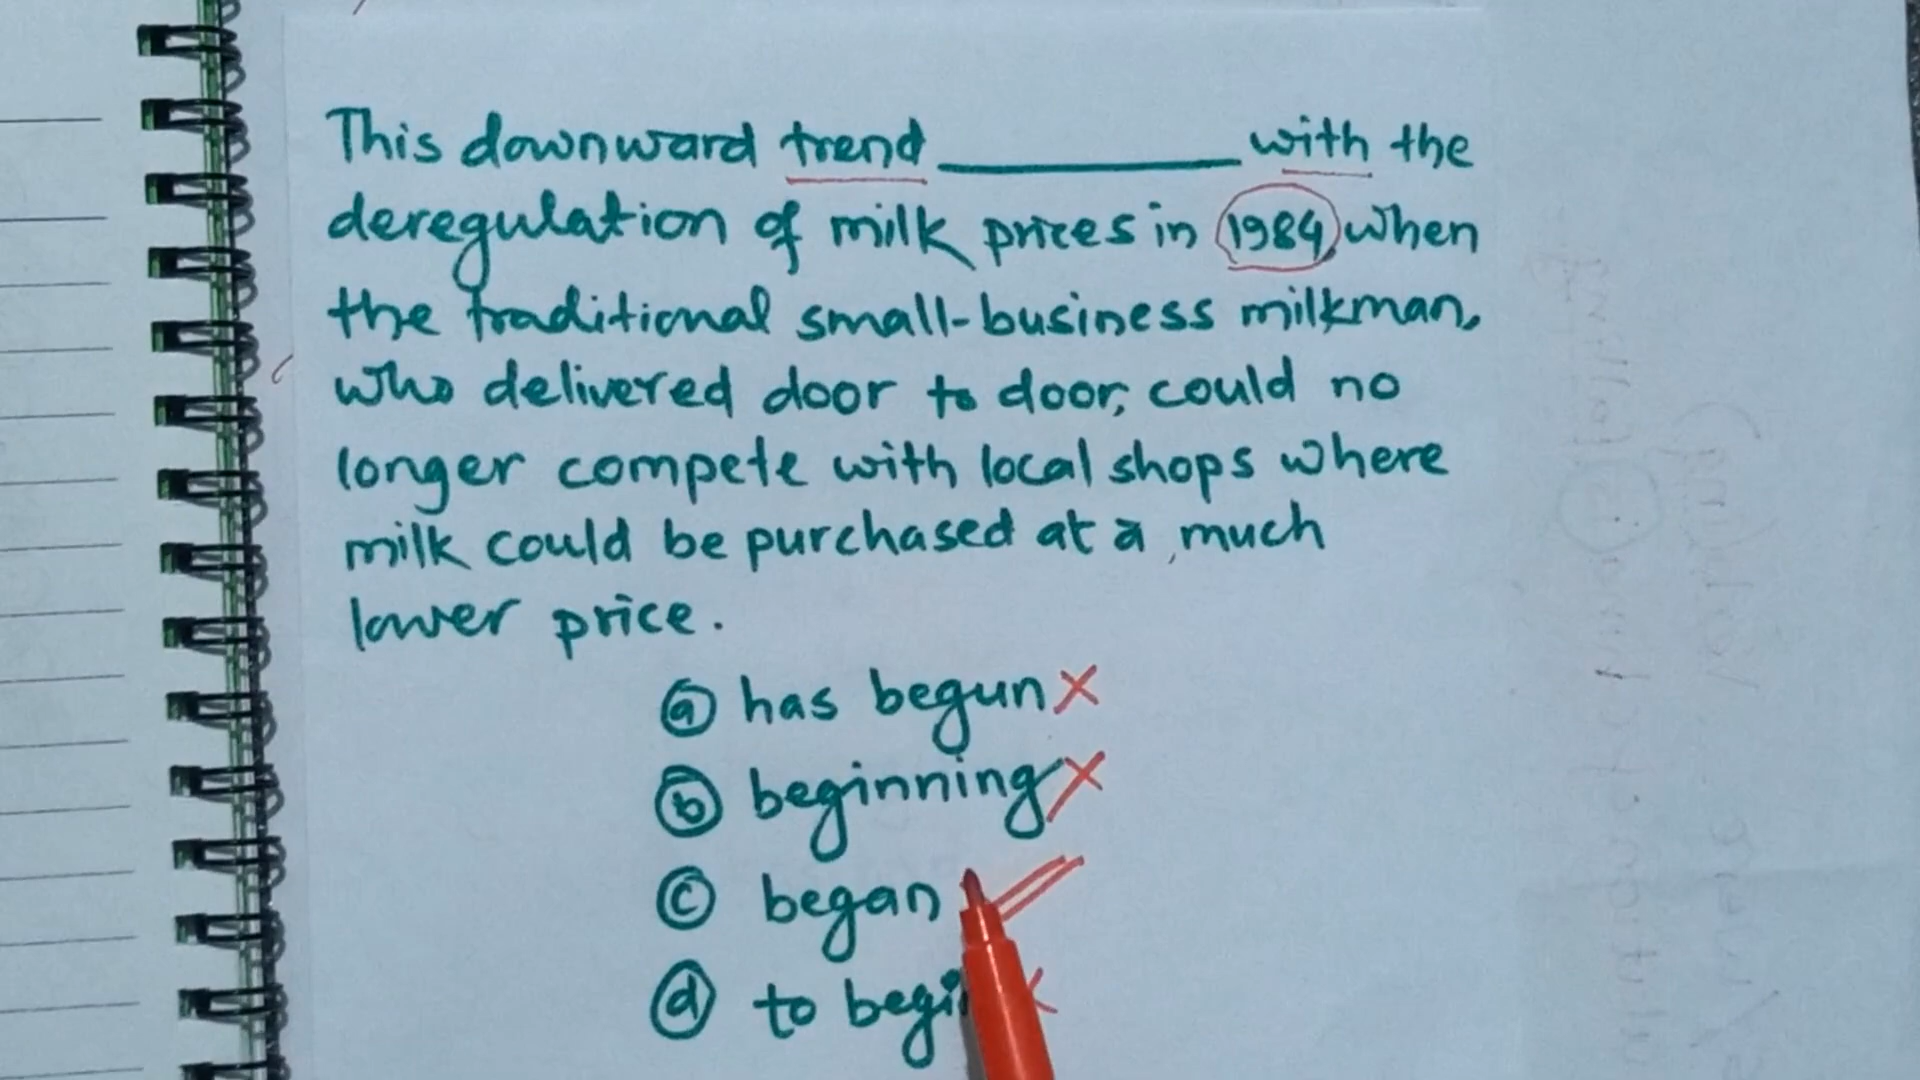 This downward trend __________ with the
deregulation of milk prices in 1984, when
the traditional small-business milkman,
who delivered door to door, could no
longer compete with local shops where
milk could be purchased at a much
lower price.
ⓐ has begun ✗
ⓑ beginning ✗
ⓒ began
ⓓ to begi